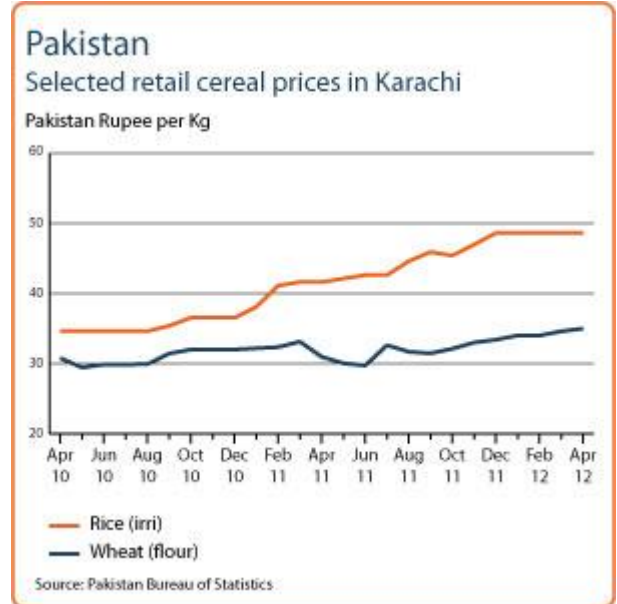 Pakistan
Selected retail cereal prices in Karachi
Pakistan Rupee per Kg
60
50
40
30
20
Apr Jun Aug Oct Dec Feb Apr Jun Aug Oct Dec Feb Apr
10 10 10 10 10 11 11 11 11 11 11 12 12
Rice (irri)
Wheat (flour)
Source: Pakistan Bureau of Statistics